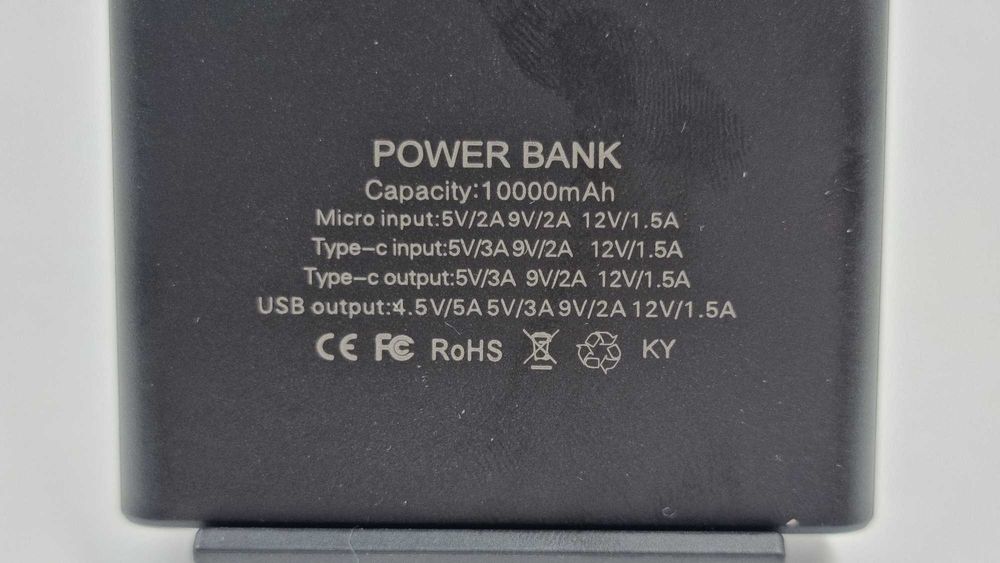 POWER BANK
Capacity:10000mAh
Micro input:5V/2A 9V/2A 12V/1.5A
Type-c input:5V/3A 9V/2A 12V/1.5A
Type-c output:5V/3A 9V/2A 12V/1.5A
USB output:4.5V/5A 5V/3A 9V/2A 12V/1.5A
CE FC RoHS KY